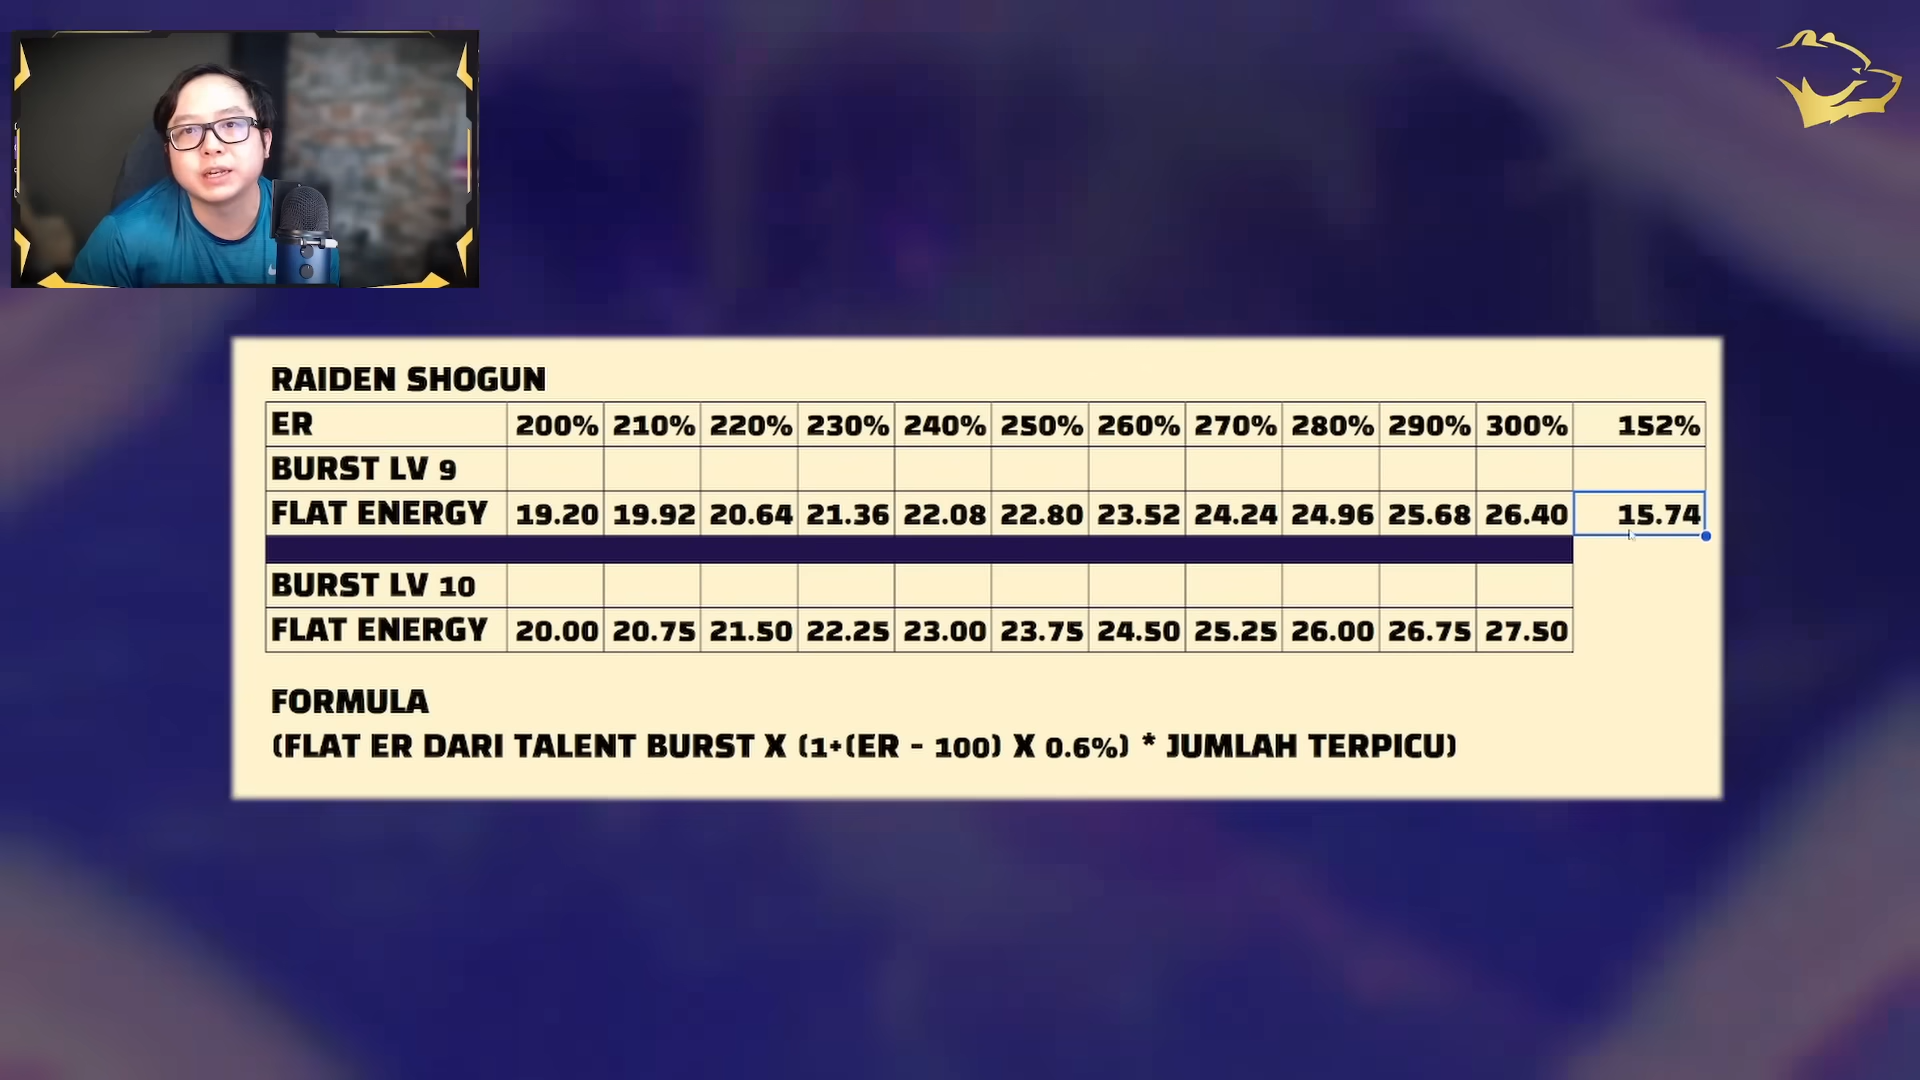 RAIDEN SHOGUN
ER 200% 210% 220% 230% 240% 250% 260% 270% 280% 290% 300% 152%
BURST LV 9
FLAT ENERGY 19.20 19.92 20.64 21.36 22.08 22.80 23.52 24.24 24.96 25.68 26.40 15.74
BURST LV 10
FLAT ENERGY 20.00 20.75 21.50 22.25 23.00 23.75 24.50 25.25 26.00 26.75 27.50
FORMULA
(FLAT ER DARI TALENT BURST X (1+(ER - 100) X 0.6%) * JUMLAH TERPICU)